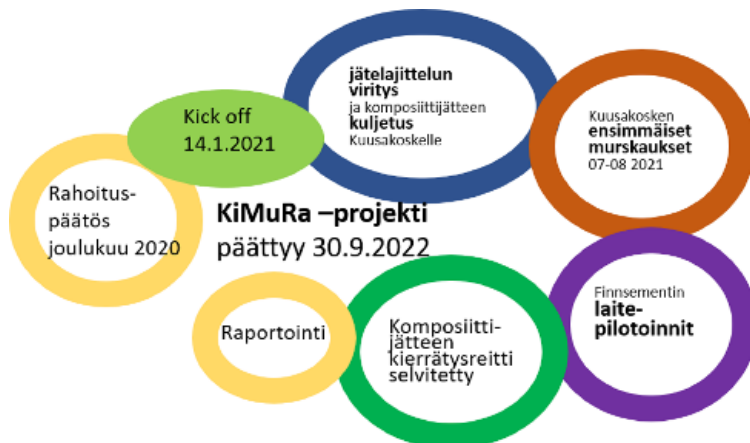 Rahoitus-
päätös
joulukuu 2020
Kick off
14.1.2021
jätelajittelun
viritys
ja komposiittijätteen
kuljetus
Kuusakoskelle
Kuusakosken
ensimmäiset
murskaukset
07-08 2021
KiMuRa –projekti
päättyy 30.9.2022
Finnsementin
laite-
pilotoinnit
Komposiitti-
jätteen
kierrätysreitti
selvitetty
Raportointi